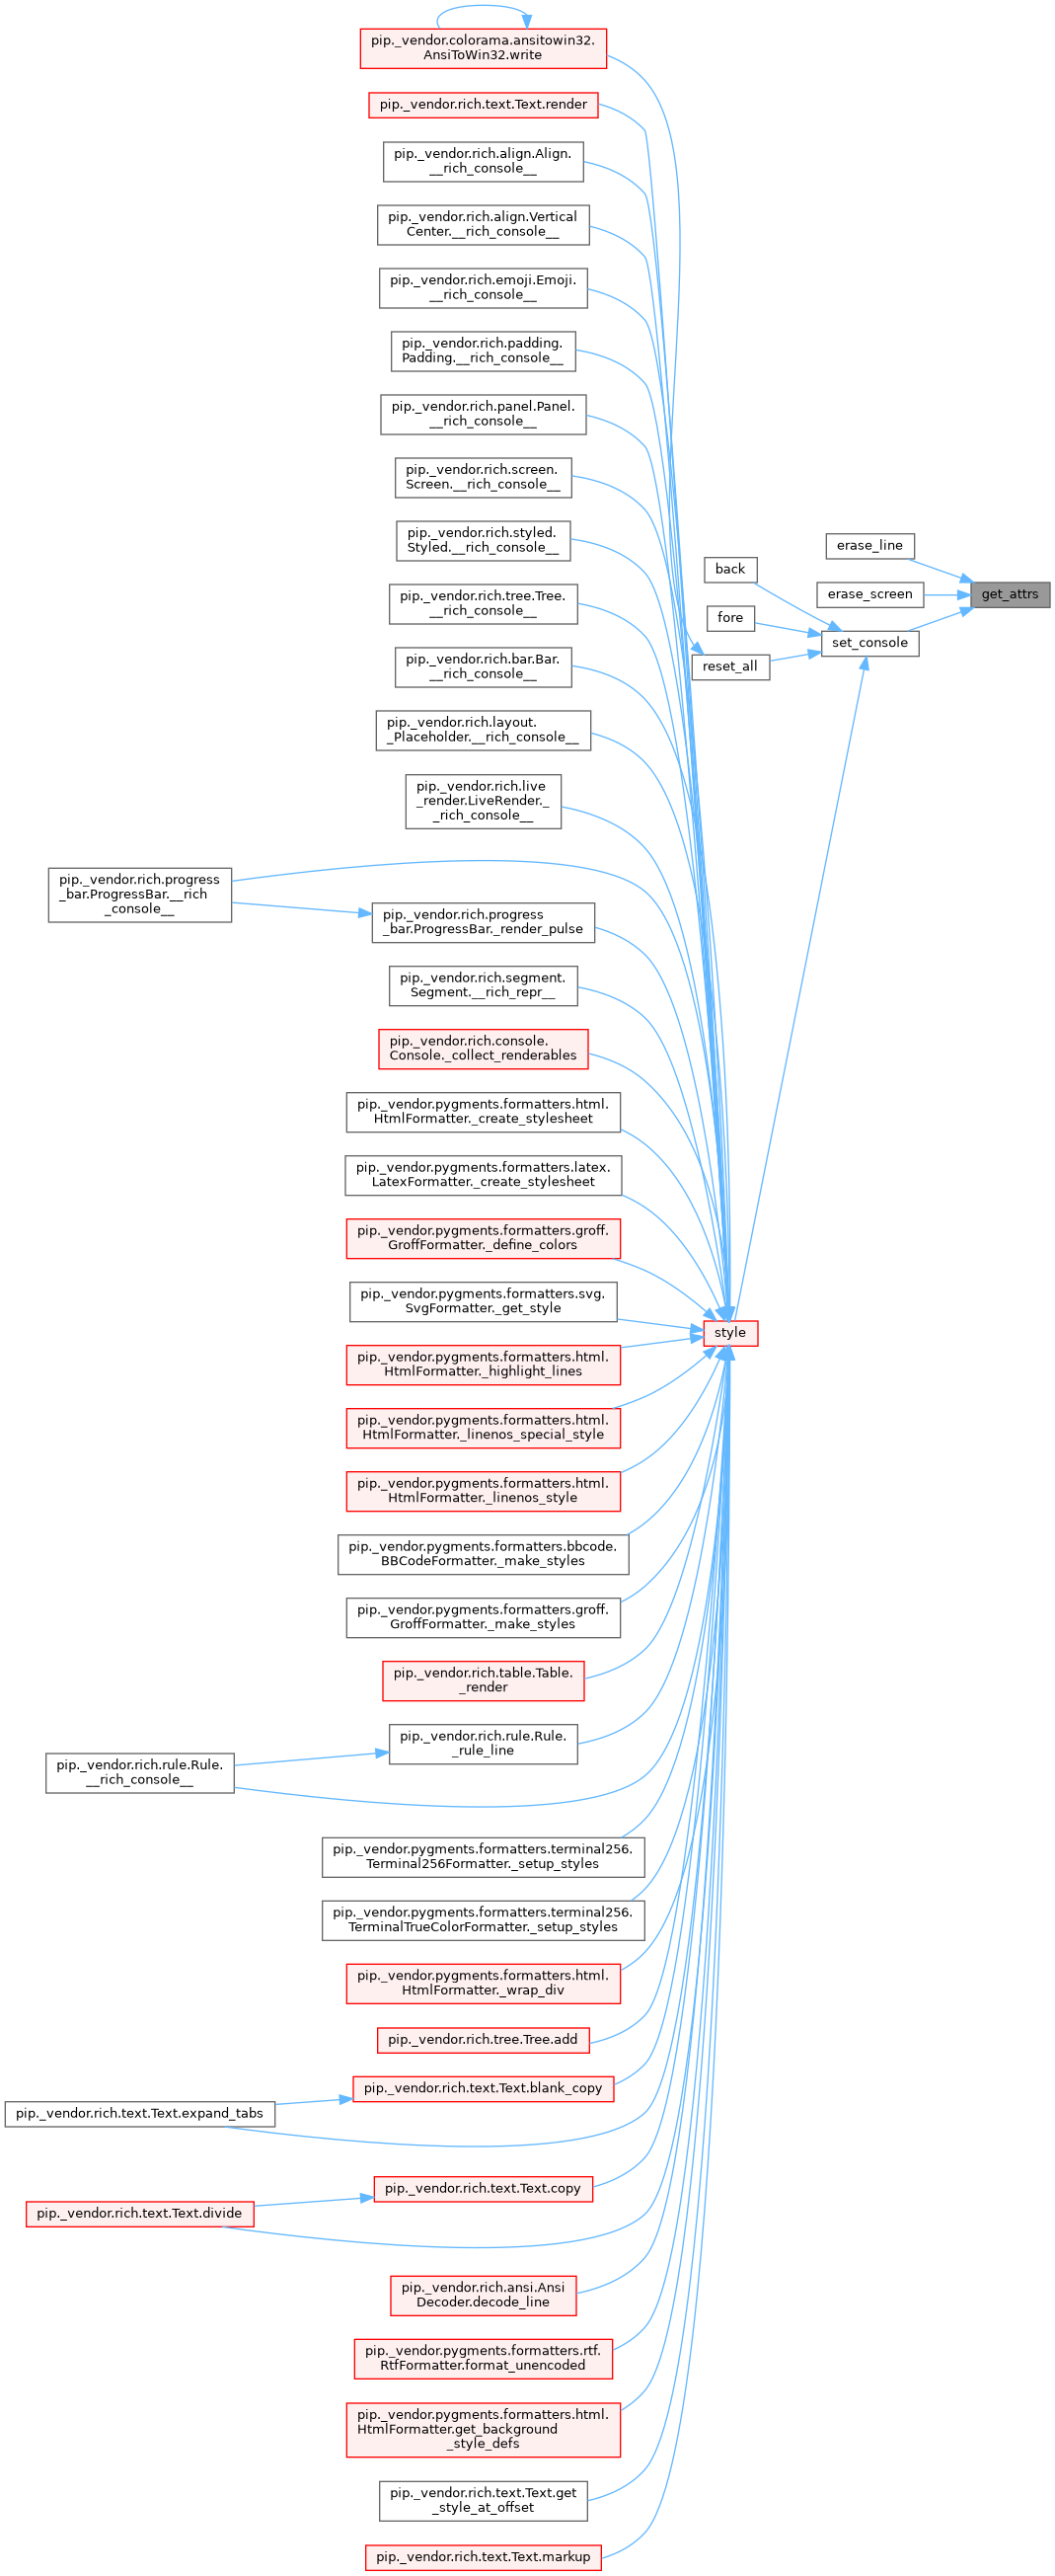 pip._vendor.colorama.ansitowin32.
AnsiToWin32.write
pip._vendor.rich.text.Text.render
pip._vendor.rich.align.Align.
__rich_console__
pip._vendor.rich.align.Vertical
Center.__rich_console__
pip._vendor.rich.emoji.Emoji.
__rich_console__
pip._vendor.rich.padding.
Padding.__rich_console__
pip._vendor.rich.panel.Panel.
__rich_console__
pip._vendor.rich.screen.
Screen.__rich_console__
pip._vendor.rich.styled.
Styled.__rich_console__
pip._vendor.rich.tree.Tree.
__rich_console__
pip._vendor.rich.bar.Bar.
__rich_console__
pip._vendor.rich.layout.
_Placeholder.__rich_console__
pip._vendor.rich.live
_render.LiveRender._
_rich_console__
pip._vendor.rich.progress
_bar.ProgressBar.__rich
_console__
pip._vendor.rich.progress
_bar.ProgressBar._render_pulse
pip._vendor.rich.segment.
Segment.__rich_repr__
pip._vendor.rich.console.
Console._collect_renderables
pip._vendor.pygments.formatters.html.
HtmlFormatter._create_stylesheet
pip._vendor.pygments.formatters.latex.
LatexFormatter._create_stylesheet
pip._vendor.pygments.formatters.groff.
GroffFormatter._define_colors
pip._vendor.pygments.formatters.svg.
SvgFormatter._get_style
pip._vendor.pygments.formatters.html.
HtmlFormatter._highlight_lines
pip._vendor.pygments.formatters.html.
HtmlFormatter._linenos_special_style
pip._vendor.pygments.formatters.html.
HtmlFormatter._linenos_style
pip._vendor.pygments.formatters.bbcode.
BBCodeFormatter._make_styles
pip._vendor.pygments.formatters.groff.
GroffFormatter._make_styles
pip._vendor.rich.table.Table.
_render
pip._vendor.rich.rule.Rule.
_rule_line
pip._vendor.rich.rule.Rule.
__rich_console__
pip._vendor.pygments.formatters.terminal256.
Terminal256Formatter._setup_styles
pip._vendor.pygments.formatters.terminal256.
TerminalTrueColorFormatter._setup_styles
pip._vendor.pygments.formatters.html.
HtmlFormatter._wrap_div
pip._vendor.rich.tree.Tree.add
pip._vendor.rich.text.Text.blank_copy
pip._vendor.rich.text.Text.expand_tabs
pip._vendor.rich.text.Text.copy
pip._vendor.rich.text.Text.divide
pip._vendor.rich.ansi.Ansi
Decoder.decode_line
pip._vendor.pygments.formatters.rtf.
RtfFormatter.format_unencoded
pip._vendor.pygments.formatters.html.
HtmlFormatter.get_background
_style_defs
pip._vendor.rich.text.Text.get
_style_at_offset
pip._vendor.rich.text.Text.markup
back
fore
reset_all
style
erase_line
erase_screen
set_console
get_attrs